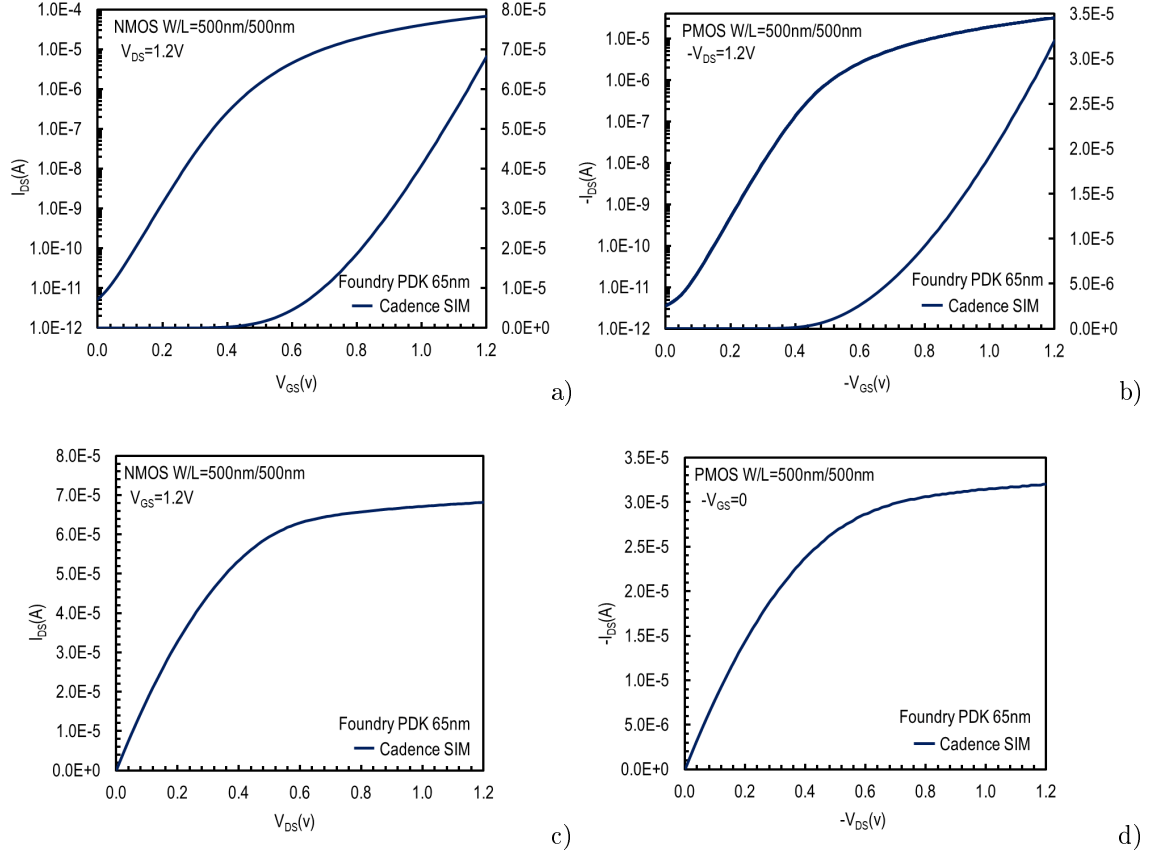 NMOS W/L=500nm/500nm
V_DS=1.2V
1.0E-4
1.0E-5
1.0E-6
1.0E-7
1.0E-8
1.0E-9
1.0E-10
1.0E-11
1.0E-12
I_DS(A)
8.0E-5
7.0E-5
6.0E-5
5.0E-5
4.0E-5
3.0E-5
2.0E-5
1.0E-5
0.0E+0
Foundry PDK 65nm
Cadence SIM
0.0 0.2 0.4 0.6 0.8 1.0 1.2
V_GS(v)
a)
PMOS W/L=500nm/500nm
-V_DS=1.2V
1.0E-5
1.0E-6
1.0E-7
1.0E-8
1.0E-9
1.0E-10
1.0E-11
1.0E-12
-I_DS(A)
3.5E-5
3.0E-5
2.5E-5
2.0E-5
1.5E-5
1.0E-5
5.0E-6
0.0E+0
Foundry PDK 65nm
Cadence SIM
0.0 0.2 0.4 0.6 0.8 1.0 1.2
-V_GS(v)
b)
NMOS W/L=500nm/500nm
V_GS=1.2V
8.0E-5
7.0E-5
6.0E-5
5.0E-5
4.0E-5
3.0E-5
2.0E-5
1.0E-5
0.0E+0
I_DS(A)
Foundry PDK 65nm
Cadence SIM
0.0 0.2 0.4 0.6 0.8 1.0 1.2
V_DS(v)
c)
PMOS W/L=500nm/500nm
-V_GS=0
3.5E-5
3.0E-5
2.5E-5
2.0E-5
1.5E-5
1.0E-5
5.0E-6
0.0E+0
-I_DS(A)
Foundry PDK 65nm
Cadence SIM
0.0 0.2 0.4 0.6 0.8 1.0 1.2
-V_DS(v)
d)